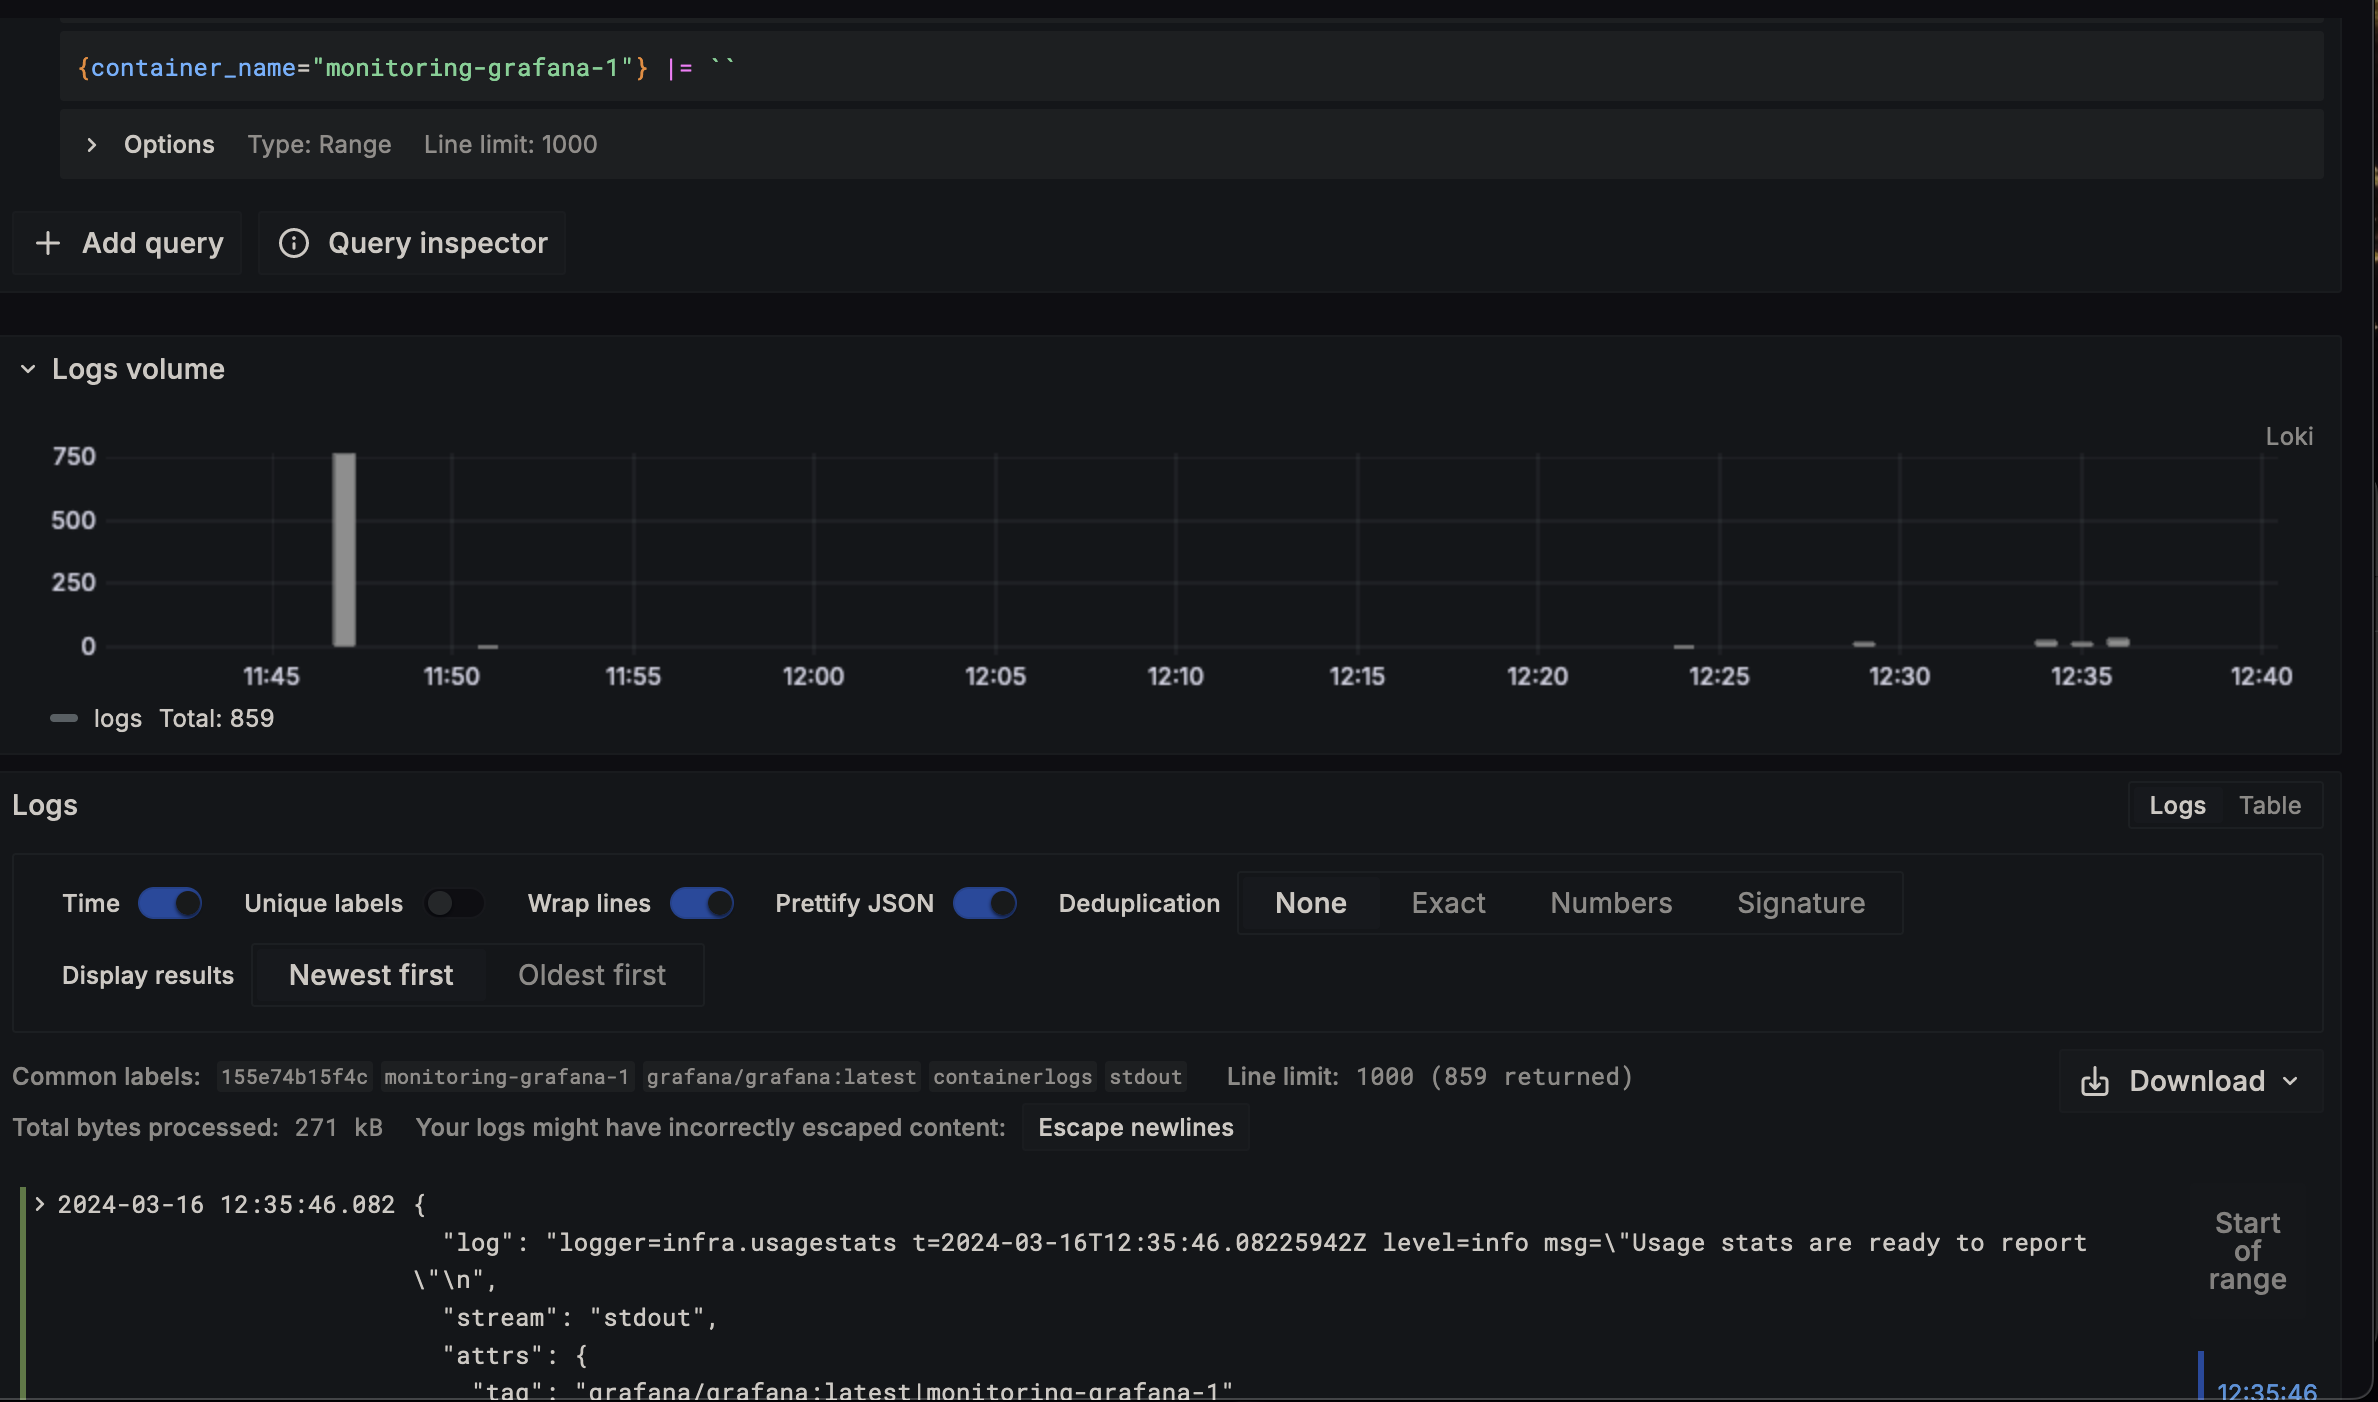 {container_name="monitoring-grafana-1"} |= ``
Options Type: Range Line limit: 1000
Add query Query inspector
Logs volume
Loki
750
500
250
0
11:45 11:50 11:55 12:00 12:05 12:10 12:15 12:20 12:25 12:30 12:35 12:40
logs Total: 859
Logs Logs Table
Time Unique labels Wrap lines Prettify JSON Deduplication None Exact Numbers Signature
Display results Newest first Oldest first
Common labels: 155e74b15f4c monitoring-grafana-1 grafana/grafana:latest containerlogs stdout Line limit: 1000 (859 returned)
Download
Total bytes processed: 271 kB Your logs might have incorrectly escaped content: Escape newlines
2024-03-16 12:35:46.082 {
"log": "logger=infra.usagestats t=2024-03-16T12:35:46.08225942Z level=info msg=\"Usage stats are ready to report
\"\n",
"stream": "stdout",
"attrs": {
"tag": "grafana/grafana:latest|monitoring-grafana-1"
Start
of
range
12:35:46